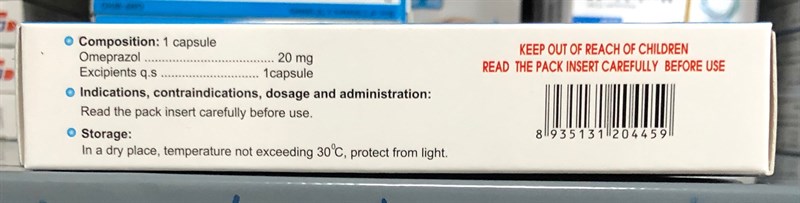 Composition: 1 capsule
Omeprazol ..................................... 20 mg
Excipients q.s ............................ 1capsule
Indications, contraindications, dosage and administration:
Read the pack insert carefully before use.
Storage:
In a dry place, temperature not exceeding 30⁰C, protect from light.
KEEP OUT OF REACH OF CHILDREN
READ THE PACK INSERT CAREFULLY BEFORE USE
8 935131 204459